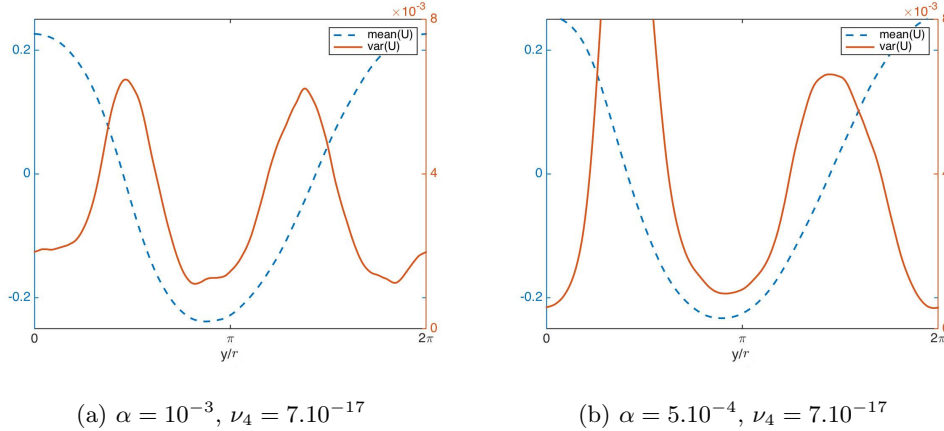 ×10⁻³
8
0.2
mean(U)
var(U)
0
4
-0.2
0
0
π
2π
y/r
×10⁻³
8
0.2
mean(U)
var(U)
0
4
-0.2
0
π
2π
y/r
(a) α = 10⁻³, ν₄ = 7.10⁻¹⁷
(b) α = 5.10⁻⁴, ν₄ = 7.10⁻¹⁷